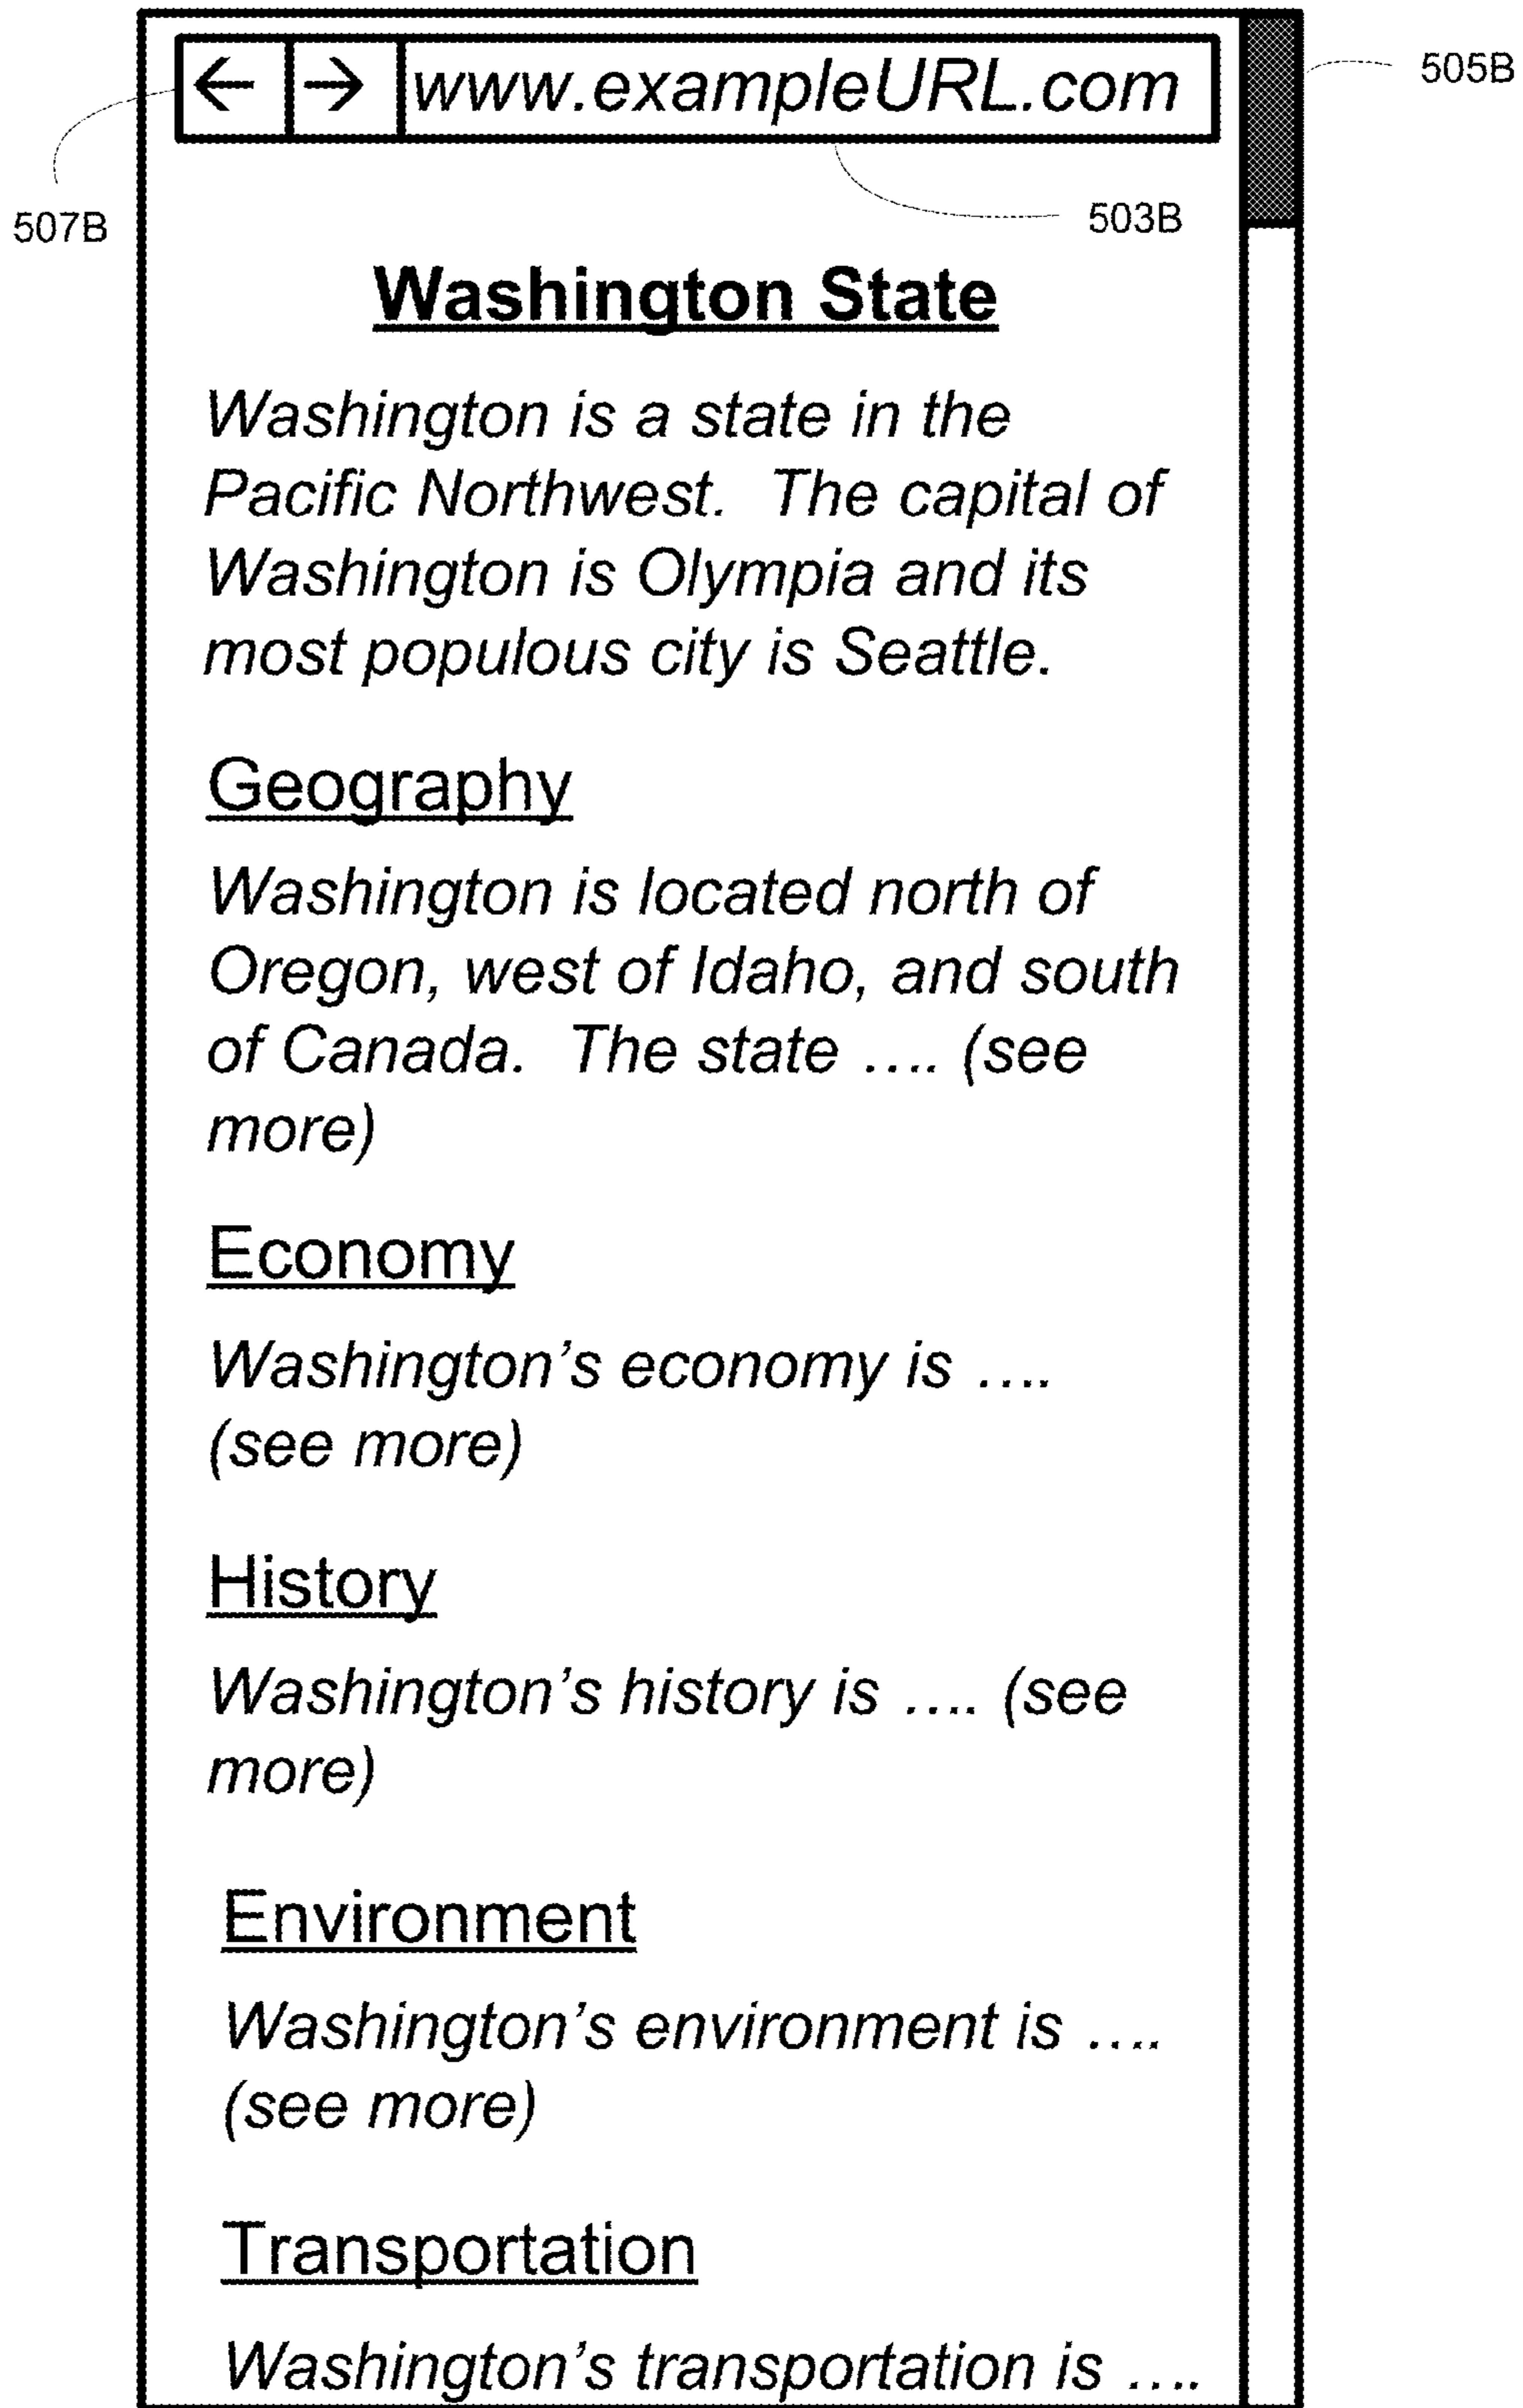 ← → www.exampleURL.com
505B
507B
503B
Washington State
Washington is a state in the
Pacific Northwest.  The capital of
Washington is Olympia and its
most populous city is Seattle.
Geography
Washington is located north of
Oregon, west of Idaho, and south
of Canada.  The state …. (see
more)
Economy
Washington’s economy is ….
(see more)
History
Washington’s history is …. (see
more)
Environment
Washington’s environment is ….
(see more)
Transportation
Washington’s transportation is ….